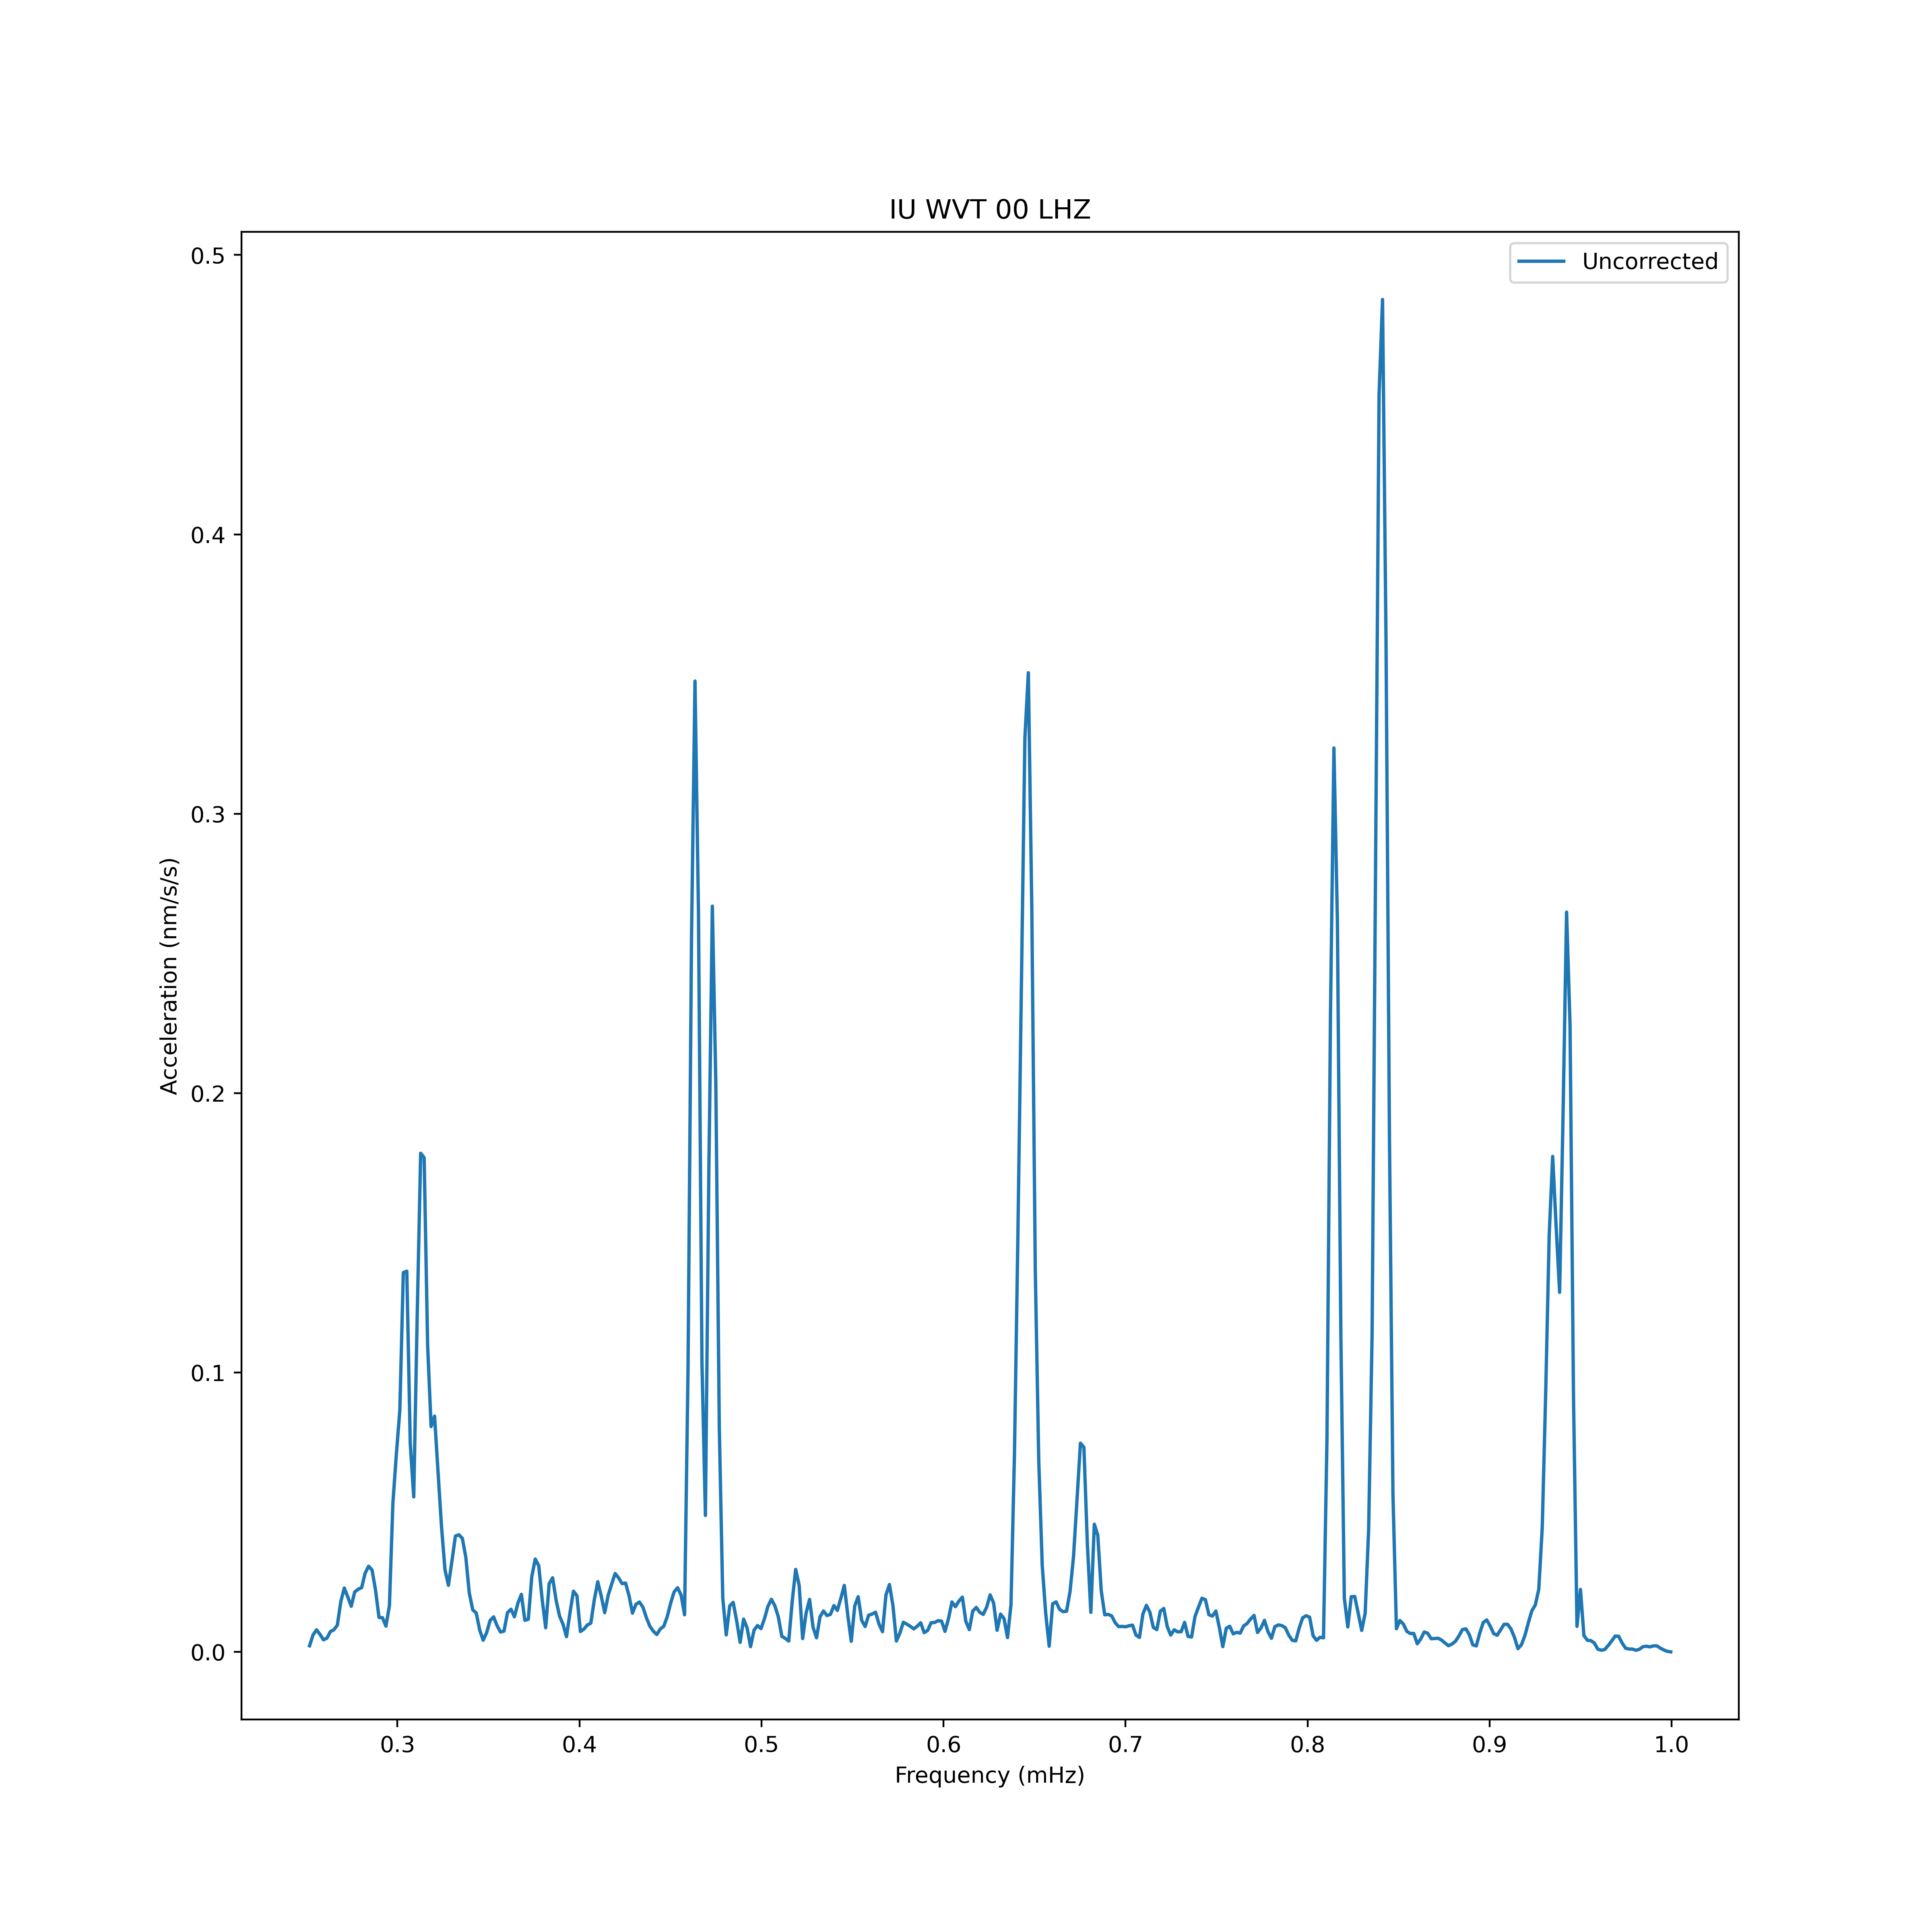 IU WVT 00 LHZ
Uncorrected
0.5
0.4
0.3
0.2
0.1
0.0
Acceleration (nm/s/s)
0.3 0.4 0.5 0.6 0.7 0.8 0.9 1.0
Frequency (mHz)